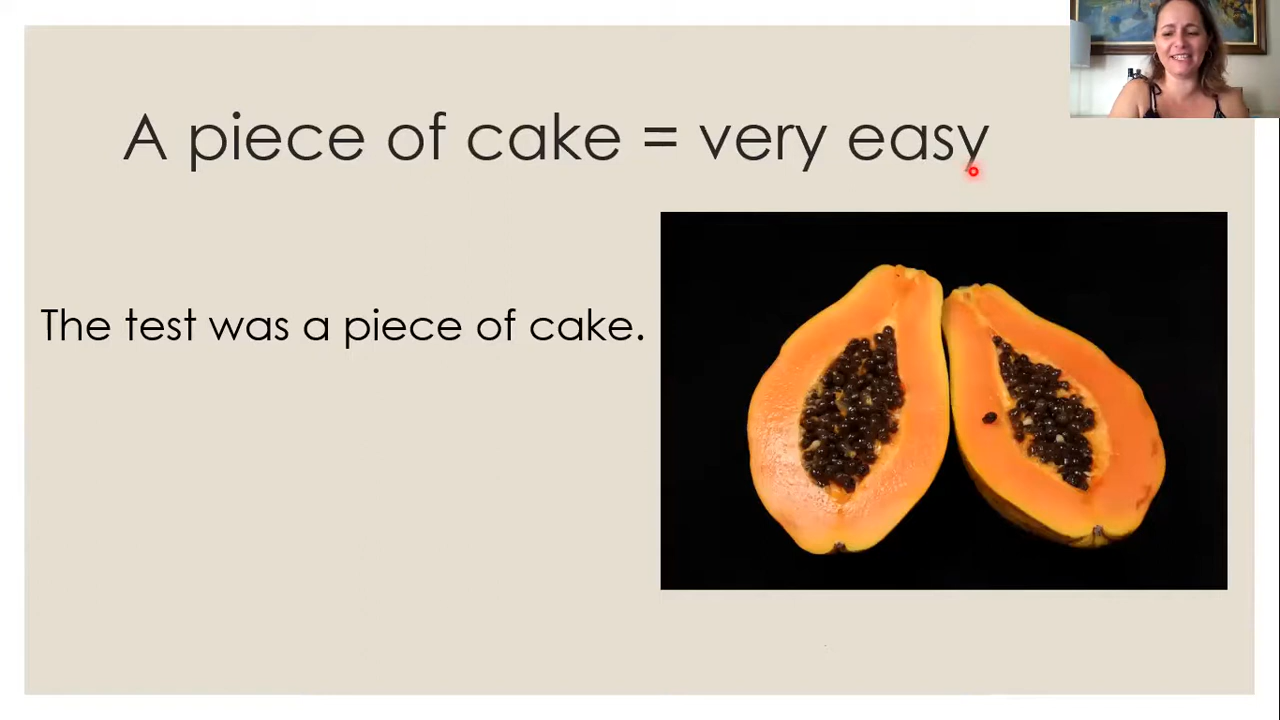 A piece of cake = very easy
The test was a piece of cake.